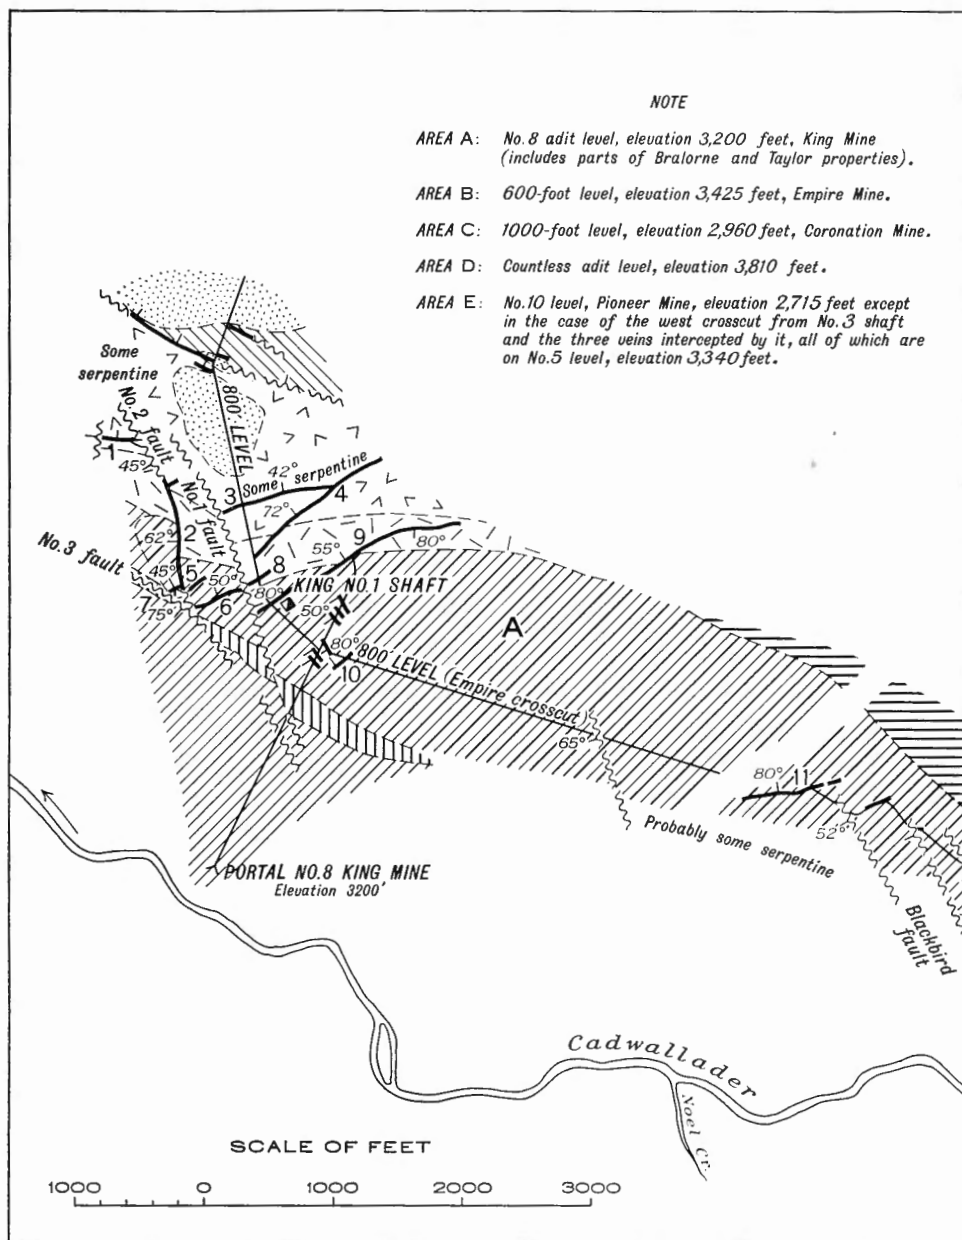 NOTE
AREA A: No. 8 adit level, elevation 3,200 feet, King Mine
(includes parts of Bralorne and Taylor properties).
AREA B: 600-foot level, elevation 3,425 feet, Empire Mine.
AREA C: 1000-foot level, elevation 2,960 feet, Coronation Mine.
AREA D: Countless adit level, elevation 3,810 feet.
AREA E: No. 10 level, Pioneer Mine, elevation 2,715 feet except
in the case of the west crosscut from No. 3 shaft
and the three veins intercepted by it, all of which are
on No. 5 level, elevation 3,340 feet.
Some
serpentine
No. 2 fault
800' LEVEL
1
45°
42°
Some serpentine
3
4
No. 1 fault
72°
2
62°
9
55°
80°
No. 3 fault
45°
5
50°
8
7
75°
6
80°
KING NO. 1 SHAFT
50°
A
80°
800' LEVEL (Empire crosscut)
10
65°
80°
11
52°
Probably some serpentine
PORTAL NO. 8 KING MINE
Elevation 3200'
Blackbird
fault
Cadwallader
Noel Cr.
SCALE OF FEET
1000 0 1000 2000 3000